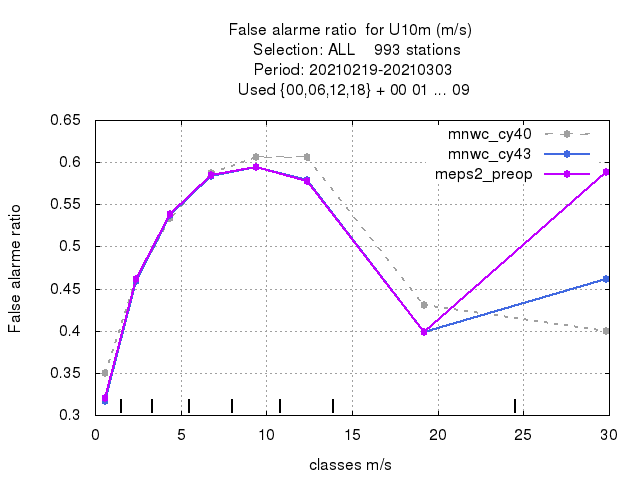 False alarme ratio  for U10m (m/s)
Selection: ALL    993 stations
Period: 20210219-20210303
Used {00,06,12,18} + 00 01 ... 09
mnwc_cy40
mnwc_cy43
meps2_preop
0.65
0.6
0.55
0.5
0.45
0.4
0.35
0.3
False alarme ratio
0 5 10 15 20 25 30
classes m/s